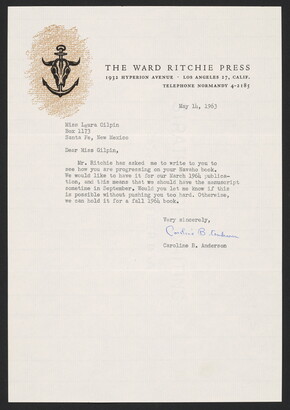 THE WARD RITCHIE PRESS
1932 HYPERION AVENUE · LOS ANGELES 27, CALIF.
TELEPHONE NORMANDY 4-2185
May 14, 1963
Miss Laura Gilpin
Box 1173
Santa Fe, New Mexico
Dear Miss Gilpin,
Mr. Ritchie has asked me to write to you to
see how you are progressing on your Navaho book.
We would like to have it for our March 1964 publica-
tion, and this means that we should have the manuscript
sometime in September. Would you let me know if this
is possible without pushing you too hard. Otherwise,
we can hold it for a fall 1964 book.
Very sincerely,
Caroline B. Anderson
Caroline B. Anderson